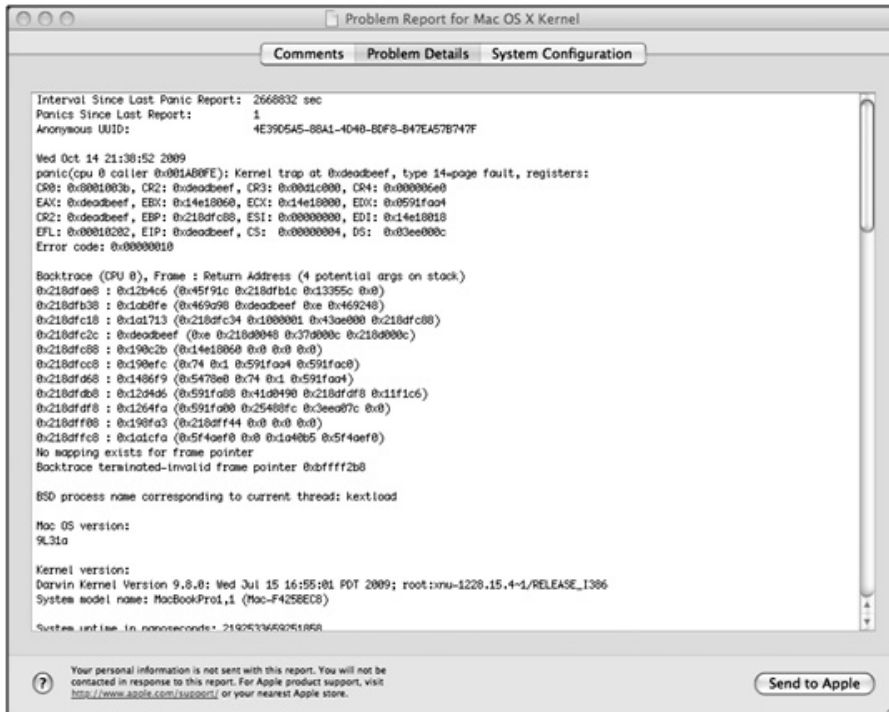 Problem Report for Mac OS X Kernel
Comments Problem Details System Configuration
Interval Since Last Panic Report: 2668832 sec
Panics Since Last Report: 1
Anonymous UUID: 4E39D5A5-88A1-4D40-BDF8-B47EA57B747F
Wed Oct 14 21:38:52 2009
panic(cpu 0 caller 0x001AB0FE): Kernel trap at 0xdeadbeef, type 14=page fault, registers:
CR0: 0x8001003b, CR2: 0xdeadbeef, CR3: 0x00d1c000, CR4: 0x000006e0
EAX: 0xdeadbeef, EBX: 0x14e18060, ECX: 0x14e18000, EDX: 0x0591faa4
CR2: 0xdeadbeef, EBP: 0x218dfc88, ESI: 0x00000000, EDI: 0x14e18018
EFL: 0x00010202, EIP: 0xdeadbeef, CS: 0x00000004, DS: 0x03ee000c
Error code: 0x00000010
Backtrace (CPU 0), Frame : Return Address (4 potential args on stack)
0x218dfae8 : 0x12b4c6 (0x45f91c 0x218dfb1c 0x13355c 0x0)
0x218dfb38 : 0x1ab0fe (0x469a98 0xdeadbeef 0xe 0x469248)
0x218dfc18 : 0x1a1713 (0x218dfc34 0x1000001 0x43ae000 0x218dfc88)
0x218dfc2c : 0xdeadbeef (0xe 0x218d0048 0x37d000c 0x218d000c)
0x218dfc88 : 0x190c2b (0x14e18060 0x0 0x0 0x0)
0x218dfcc8 : 0x190efc (0x74 0x1 0x591faa4 0x591fac0)
0x218dfd68 : 0x1486f9 (0x5478e0 0x74 0x1 0x591faa4)
0x218dfdb8 : 0x12d4d6 (0x591fa88 0x41d0490 0x218dfdf8 0x11f1c6)
0x218dfdf8 : 0x1264fa (0x591fa00 0x25488fc 0x3eea07c 0x0)
0x218dff08 : 0x198fa3 (0x218dff44 0x0 0x0 0x0)
0x218dffc8 : 0x1a1cfa (0x5f4aef0 0x0 0x1a40b5 0x5f4aef0)
No mapping exists for frame pointer
Backtrace terminated-invalid frame pointer 0xbffff2b8
BSD process name corresponding to current thread: kextload
Mac OS version:
9L31a
Kernel version:
Darwin Kernel Version 9.8.0: Wed Jul 15 16:55:01 PDT 2009; root:xnu-1228.15.4~1/RELEASE_I386
System model name: MacBookPro1,1 (Mac-F425BEC8)
System uptime in nanoseconds: 2192533659251858
Your personal information is not sent with this report. You will not be
contacted in response to this report. For Apple product support, visit
http://www.apple.com/support/ or your nearest Apple store.
? Send to Apple